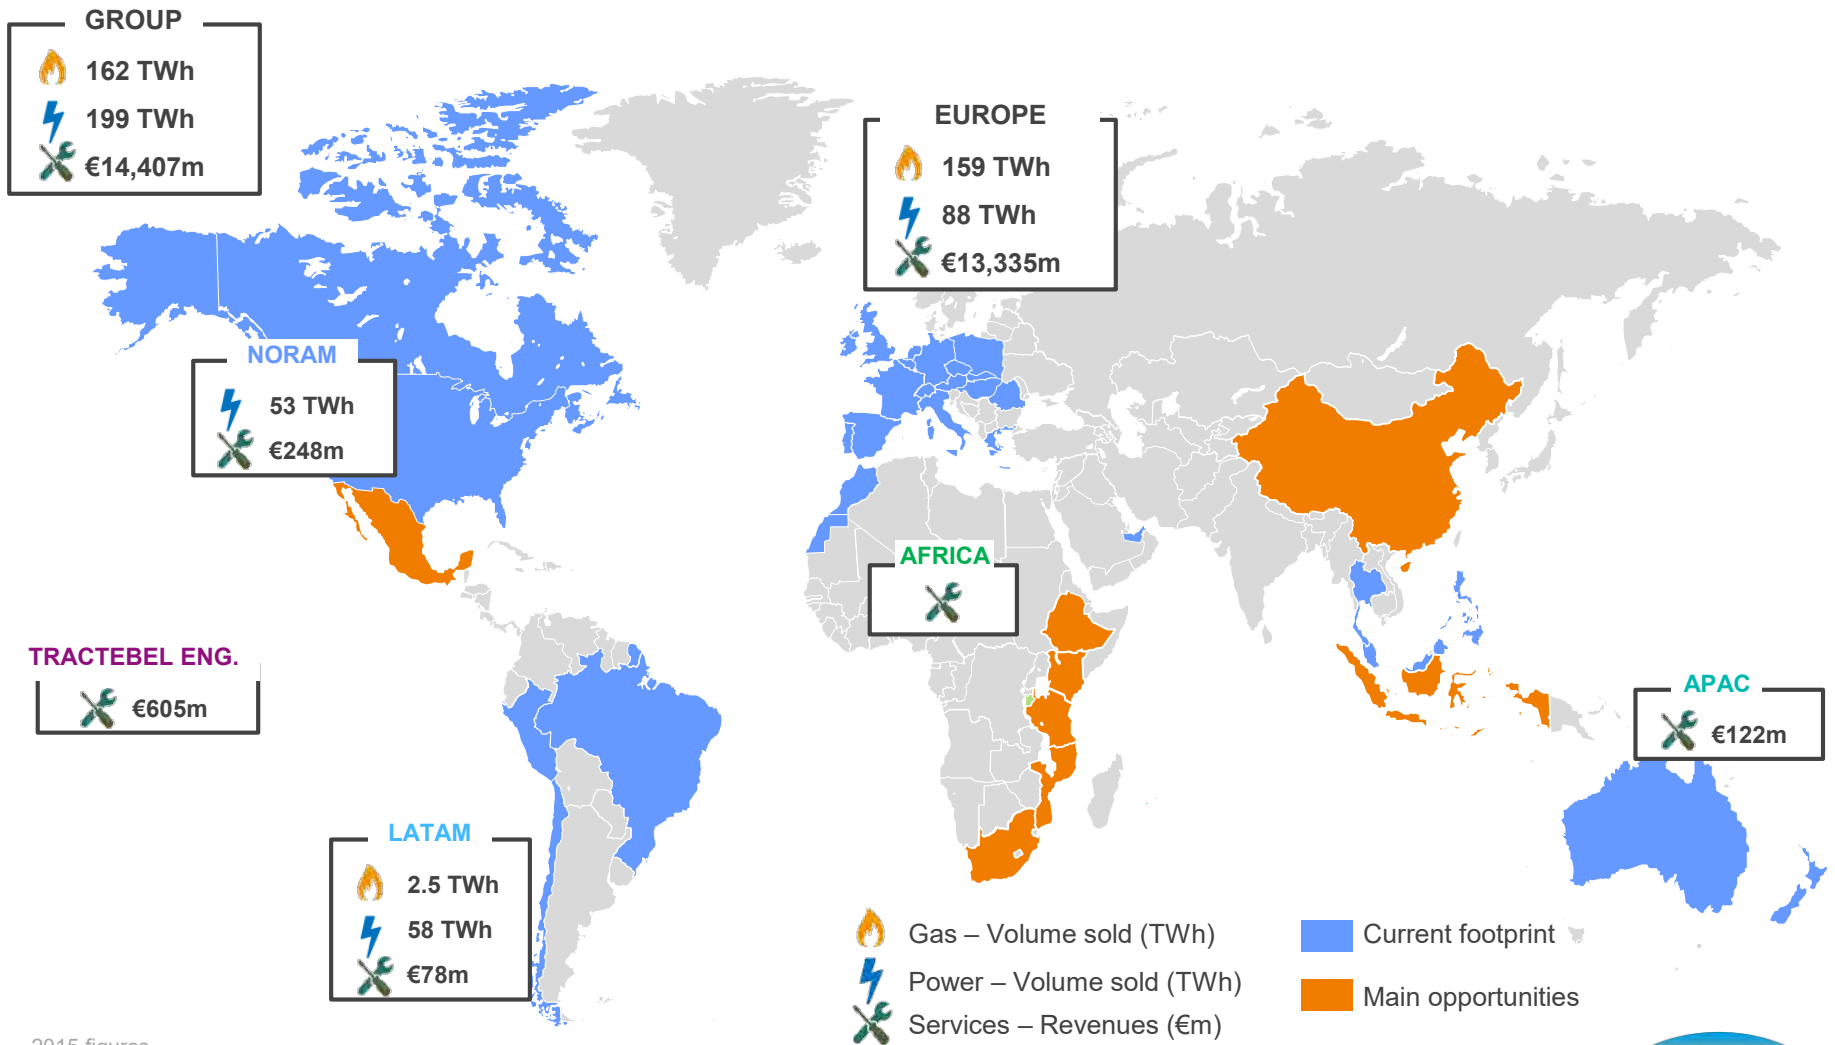 GROUP
162 TWh
199 TWh
€14,407m
EUROPE
159 TWh
88 TWh
€13,335m
NORAM
53 TWh
€248m
AFRICA
TRACTEBEL ENG.
€605m
APAC
€122m
LATAM
2.5 TWh
58 TWh
€78m
Gas – Volume sold (TWh)
Power – Volume sold (TWh)
Services – Revenues (€m)
Current footprint
Main opportunities
2015 figures